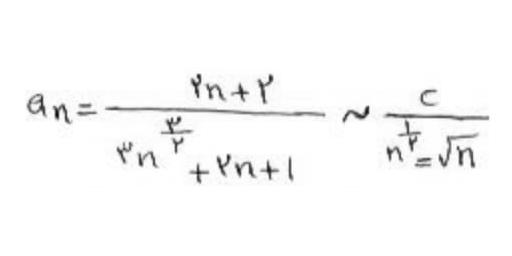 an = (۲n+۲)/(۳n^(۳/۲) + ۲n + ۱) ~ c/(n^(۱/۲) = √n)